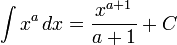 ∫ x^a dx = x^{a+1} / (a+1) + C